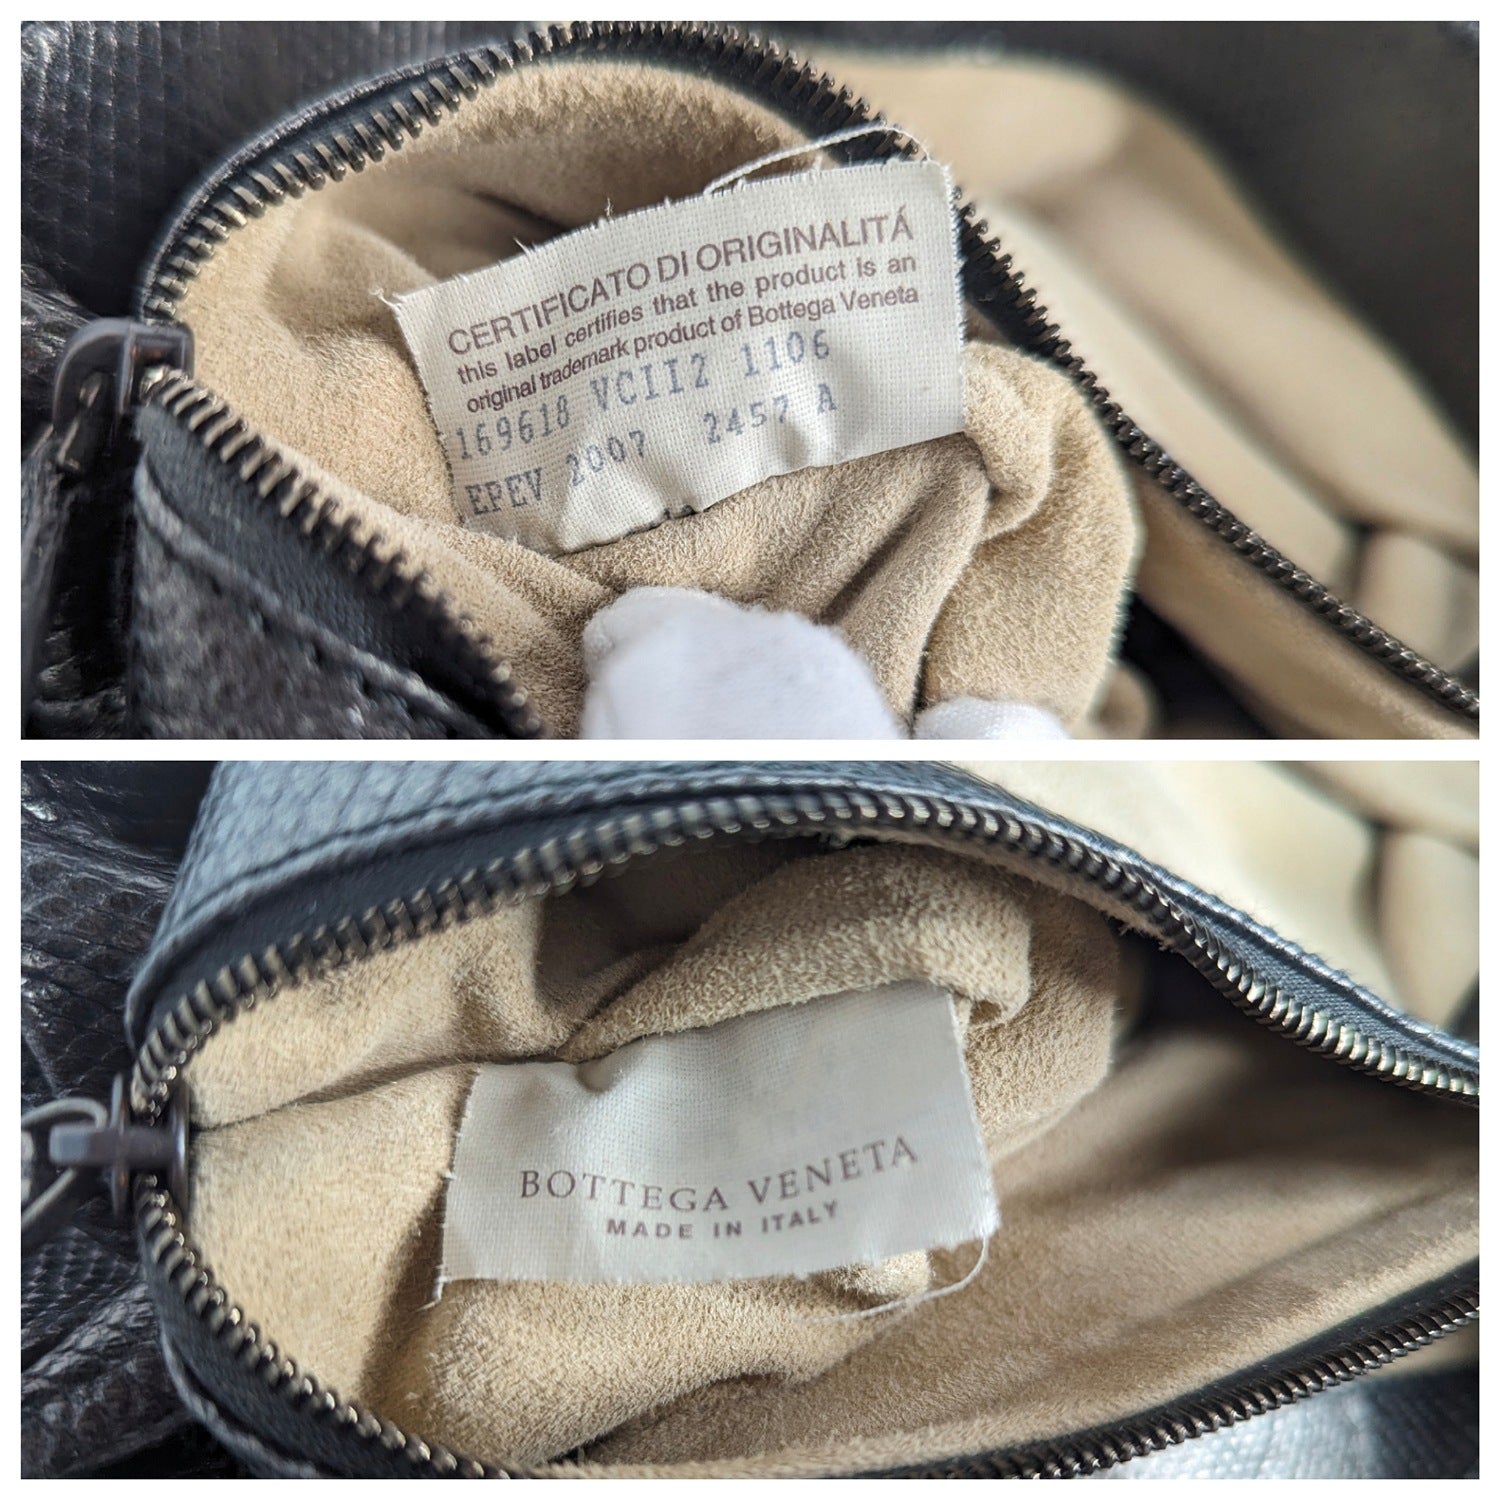 CERTIFICATO DI ORIGINALITÁ
this label certifies that the product is an
original trademark product of Bottega Veneta
169618 VCII2 1106
EPEV 2007 2457 A
BOTTEGA VENETA
MADE IN ITALY